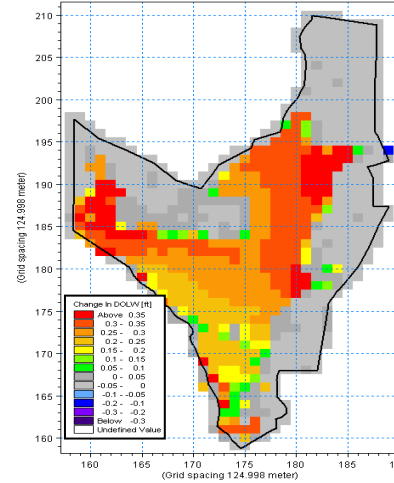 210
205
200
195
190
185
180
175
170
165
160
(Grid spacing 124.998 meter)
Change In DOLW [ft]
Above 0.35
0.3 - 0.35
0.25 - 0.3
0.2 - 0.25
0.15 - 0.2
0.1 - 0.15
0.05 - 0.1
0 - 0.05
-0.05 - 0
-0.1 - -0.05
-0.2 - -0.1
-0.3 - -0.2
Below -0.3
Undefined Value
160 165 170 175 180 185
(Grid spacing 124.998 meter)